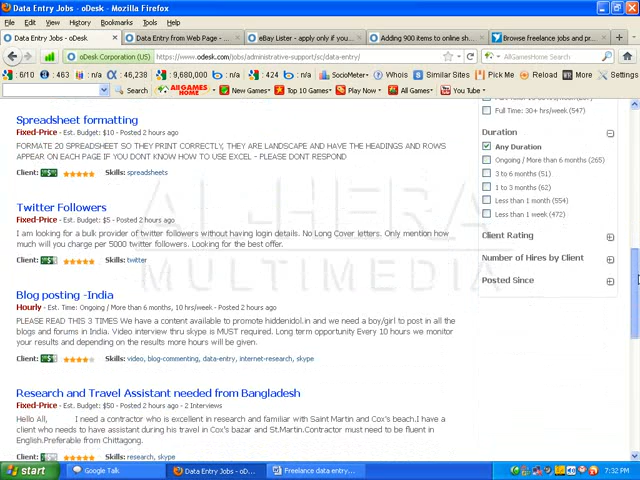 Data Entry Jobs - oDesk - Mozilla Firefox
File Edit View History Bookmarks Tools Help
Data Entry Jobs - oDesk
Data Entry from Web Page - ...
eBay Lister - apply only if you...
Adding 900 items to online sh...
Browse freelance jobs and pr...
oDesk Corporation (US)
https://www.odesk.com/jobs/administrative-support/sc/data-entry/
AllGamesHome Customized Web Search
6/10 463 n/a 46,238 9,680,000 n/a 424 n/a SocioMeter Whois Similar Sites Pick Me More Settings
Search ALL GAMES HOME New Games Top 10 Games Play Now All Games You Tube
Full Time: 30+ hrs/week (547)
Spreadsheet formatting
Fixed-Price - Est. Budget: $10 - Posted 2 hours ago
FORMATE 20 SPREADSHEET SO THEY PRINT CORRECTLY, THEY ARE LANDSCAPE AND HAVE THE HEADINGS AND ROWS
APPEAR ON EACH PAGE IF YOU DONT KNOW HOW TO USE EXCEL - PLEASE DONT RESPOND
Client: Skills: spreadsheets
Twitter Followers
Fixed-Price - Est. Budget: $5 - Posted 2 hours ago
I am looking for a bulk provider of twitter followers without having login details. No Long Cover letters. Only mention how
much will you charge per 5000 twitter followers. Looking for the best offer.
Client: Skills: twitter
Blog posting -India
Hourly - Est. Time: Ongoing / More than 6 months, 10 hrs/week - Posted 2 hours ago
PLEASE READ THIS 3 TIMES We have a content available to promote hiddenidol.in and we need a boy/girl to post in all the
blogs and forums in India. Video interview thru skype is MUST required. Long term opportunity Every 10 hours we monitor
your results and depending on the results more hours will be given.
Client: Skills: video, blog-commenting, data-entry, internet-research, skype
Research and Travel Assistant needed from Bangladesh
Fixed-Price - Est. Budget: $50 - Posted 2 hours ago - 2 Interviews
Hello All, I need a contractor who is excellent in research and familiar with Saint Martin and Cox's beach.I have a
client who needs to have assistant during his travel in Cox's bazar and St.Martin.Contractor must need to be fluent in
English.Preferable from Chittagong.
Client: Skills: research, skype
Duration
Any Duration
Ongoing / More than 6 months (265)
3 to 6 months (51)
1 to 3 months (62)
Less than 1 month (554)
Less than 1 week (472)
Client Rating
Number of Hires by Client
Posted Since
AL-HERA
MULTIMEDIA
start
Google Talk
Data Entry Jobs - oD...
Freelance data entry...
7:32 PM